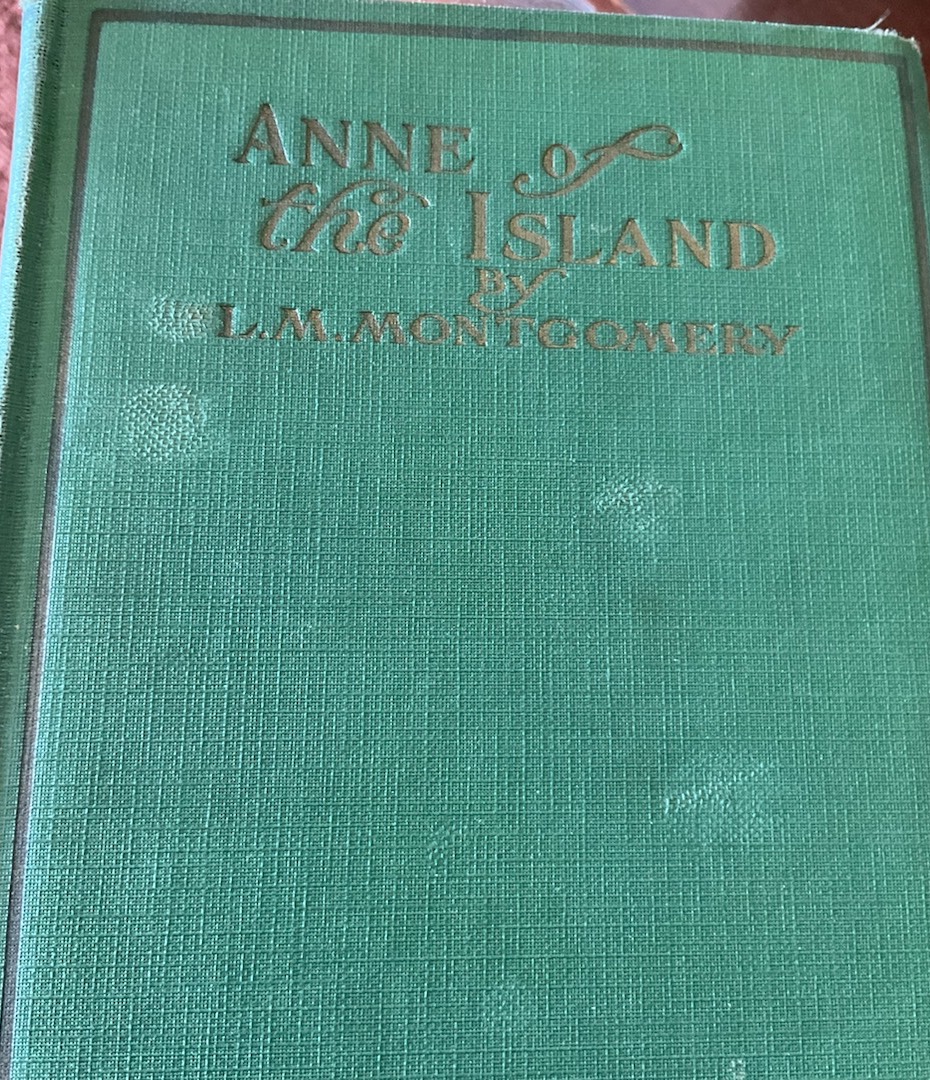 ANNE of
the ISLAND
BY
L.M. MONTGOMERY